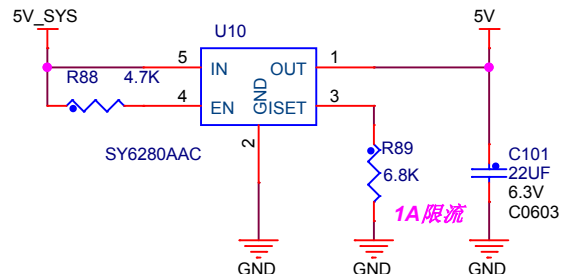 5V_SYS
U10
5V
R88
4.7K
5
IN
OUT
1
4
EN
GND
ISET
3
2
SY6280AAC
R89
6.8K
C101
22UF
6.3V
C0603
1A限流
GND
GND
GND